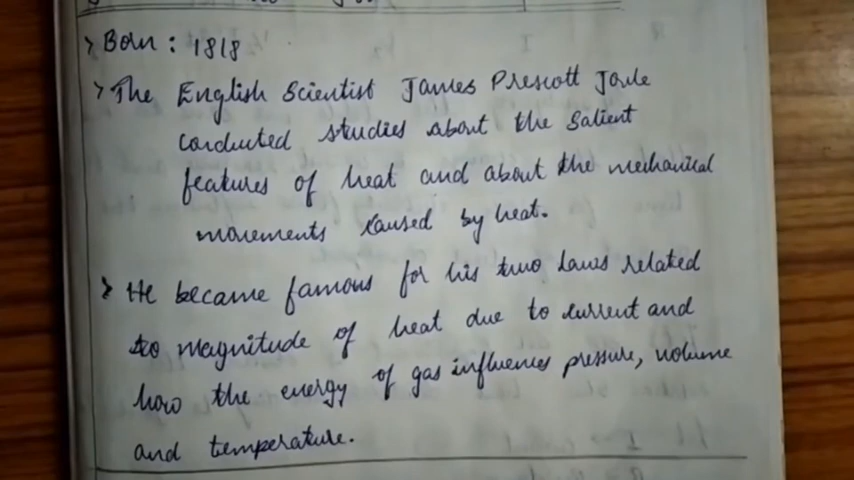 > Born : 1818
> The English Scientist James Prescott Joule
conducted studies about the Salient
features of heat and about the mechanical
movements caused by heat.
> He became famous for his two Laws related
to magnitude of heat due to current and
how the energy of gas influences pressure, volume
and temperature.